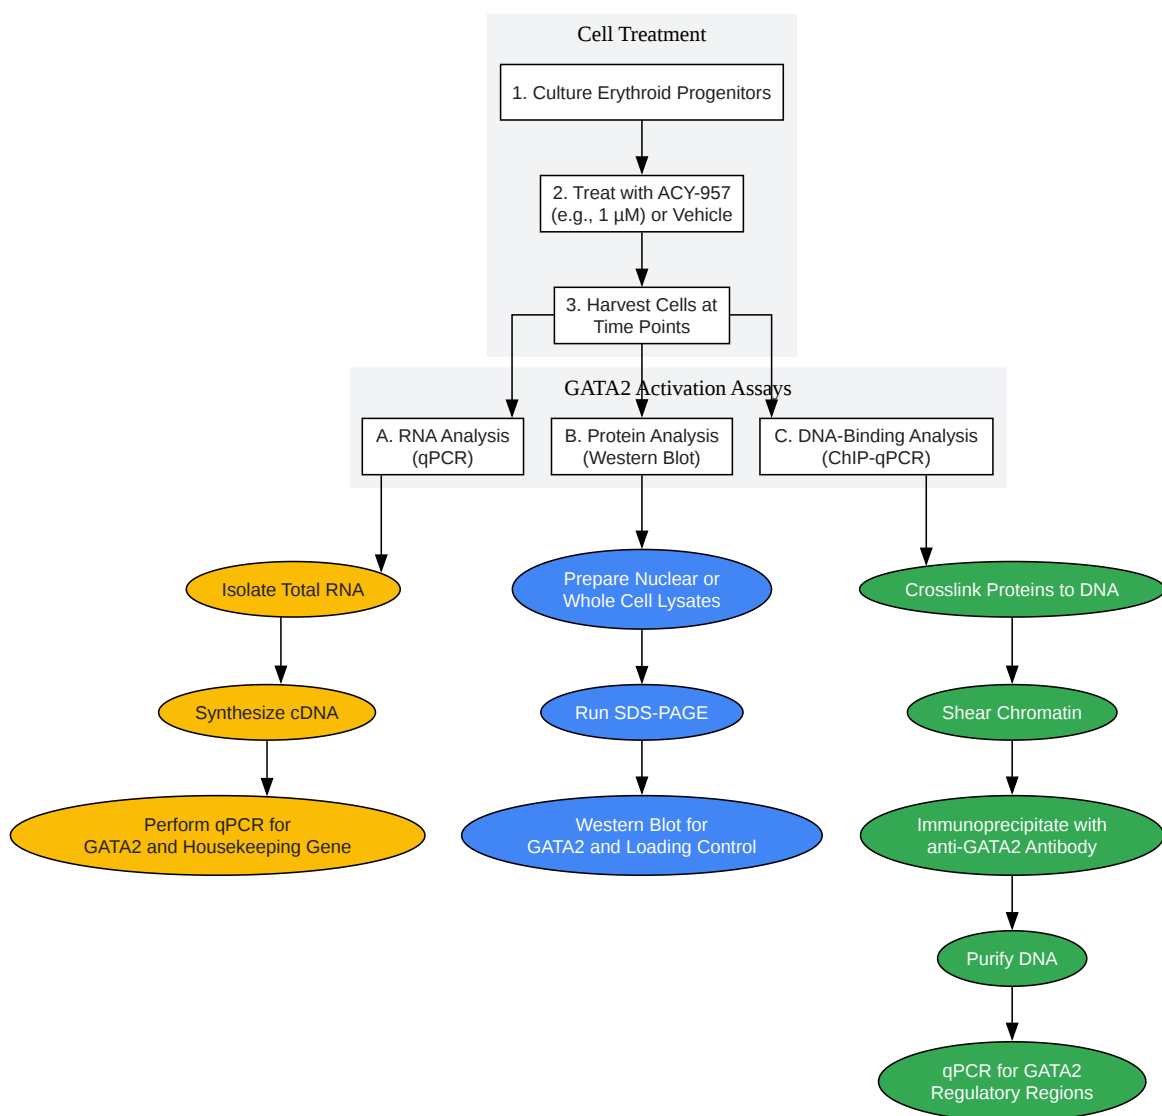 Cell Treatment
1. Culture Erythroid Progenitors
2. Treat with ACY-957
(e.g., 1 µM) or Vehicle
3. Harvest Cells at
Time Points
GATA2 Activation Assays
A. RNA Analysis
(qPCR)
B. Protein Analysis
(Western Blot)
C. DNA-Binding Analysis
(ChIP-qPCR)
Isolate Total RNA
Synthesize cDNA
Perform qPCR for
GATA2 and Housekeeping Gene
Prepare Nuclear or
Whole Cell Lysates
Run SDS-PAGE
Western Blot for
GATA2 and Loading Control
Crosslink Proteins to DNA
Shear Chromatin
Immunoprecipitate with
anti-GATA2 Antibody
Purify DNA
qPCR for GATA2
Regulatory Regions